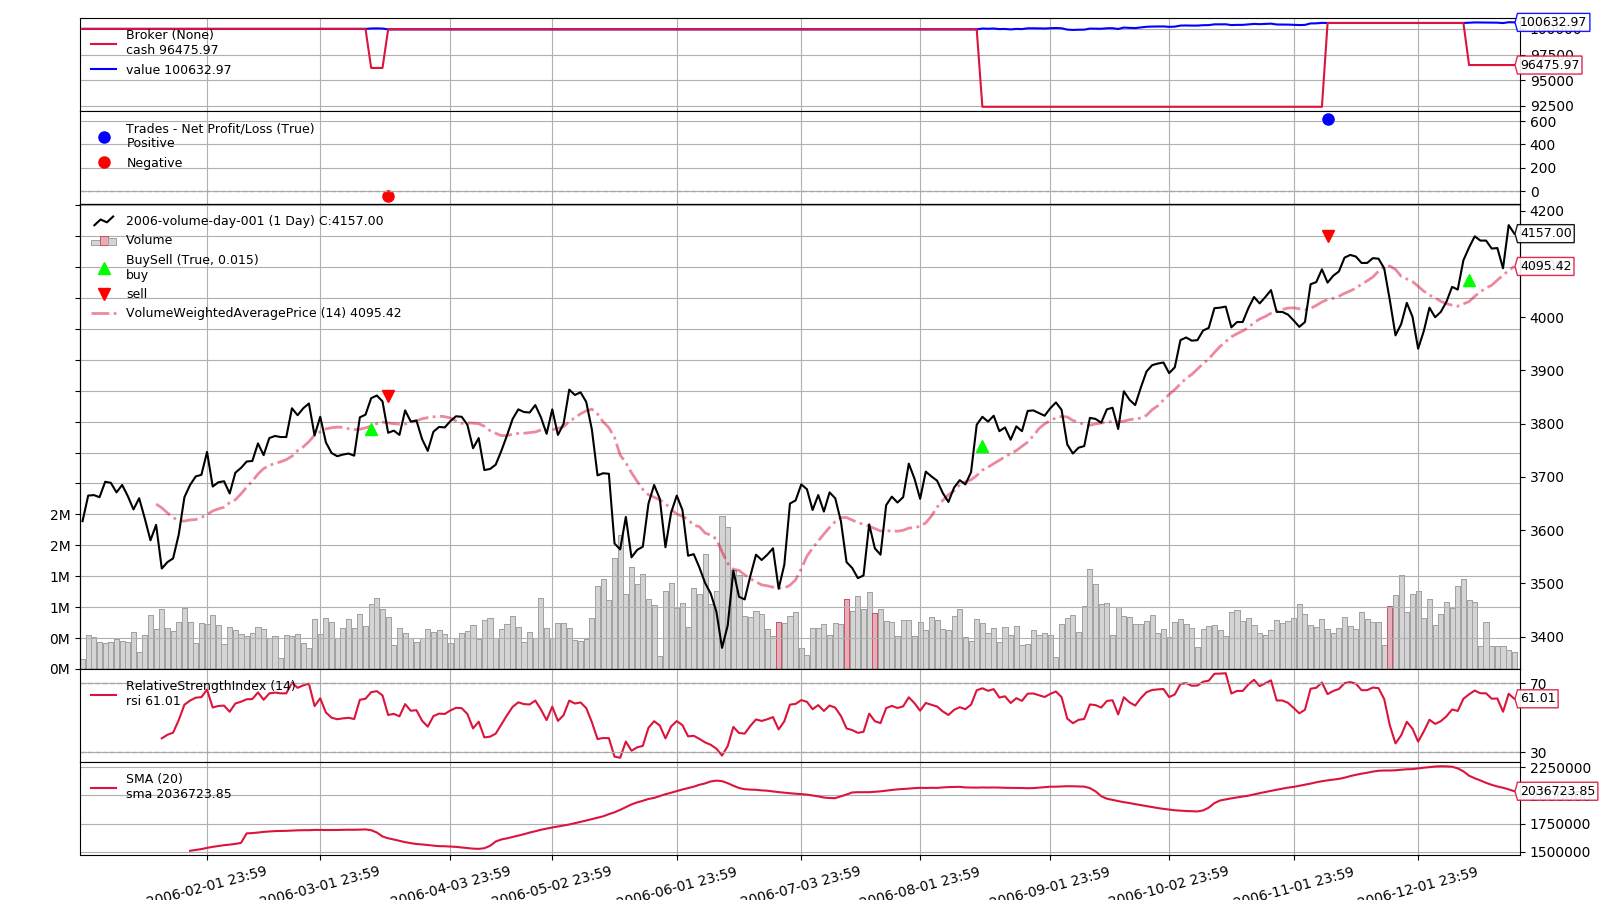 Broker (None)
cash 96475.97
value 100632.97
100632.97
100000
97500
96475.97
95000
92500
Trades - Net Profit/Loss (True)
Positive
Negative
600
400
200
0
2006-volume-day-001 (1 Day) C:4157.00
Volume
BuySell (True, 0.015)
buy
sell
VolumeWeightedAveragePrice (14) 4095.42
4200
4157.00
4095.42
4000
3900
3800
3700
3600
3500
3400
2M
2M
1M
1M
0M
0M
RelativeStrengthIndex (14)
rsi 61.01
70
61.01
30
SMA (20)
sma 2036723.85
2250000
2036723.85
1750000
1500000
2006-02-01 23:59
2006-03-01 23:59
2006-04-03 23:59
2006-05-02 23:59
2006-06-01 23:59
2006-07-03 23:59
2006-08-01 23:59
2006-09-01 23:59
2006-10-02 23:59
2006-11-01 23:59
2006-12-01 23:59